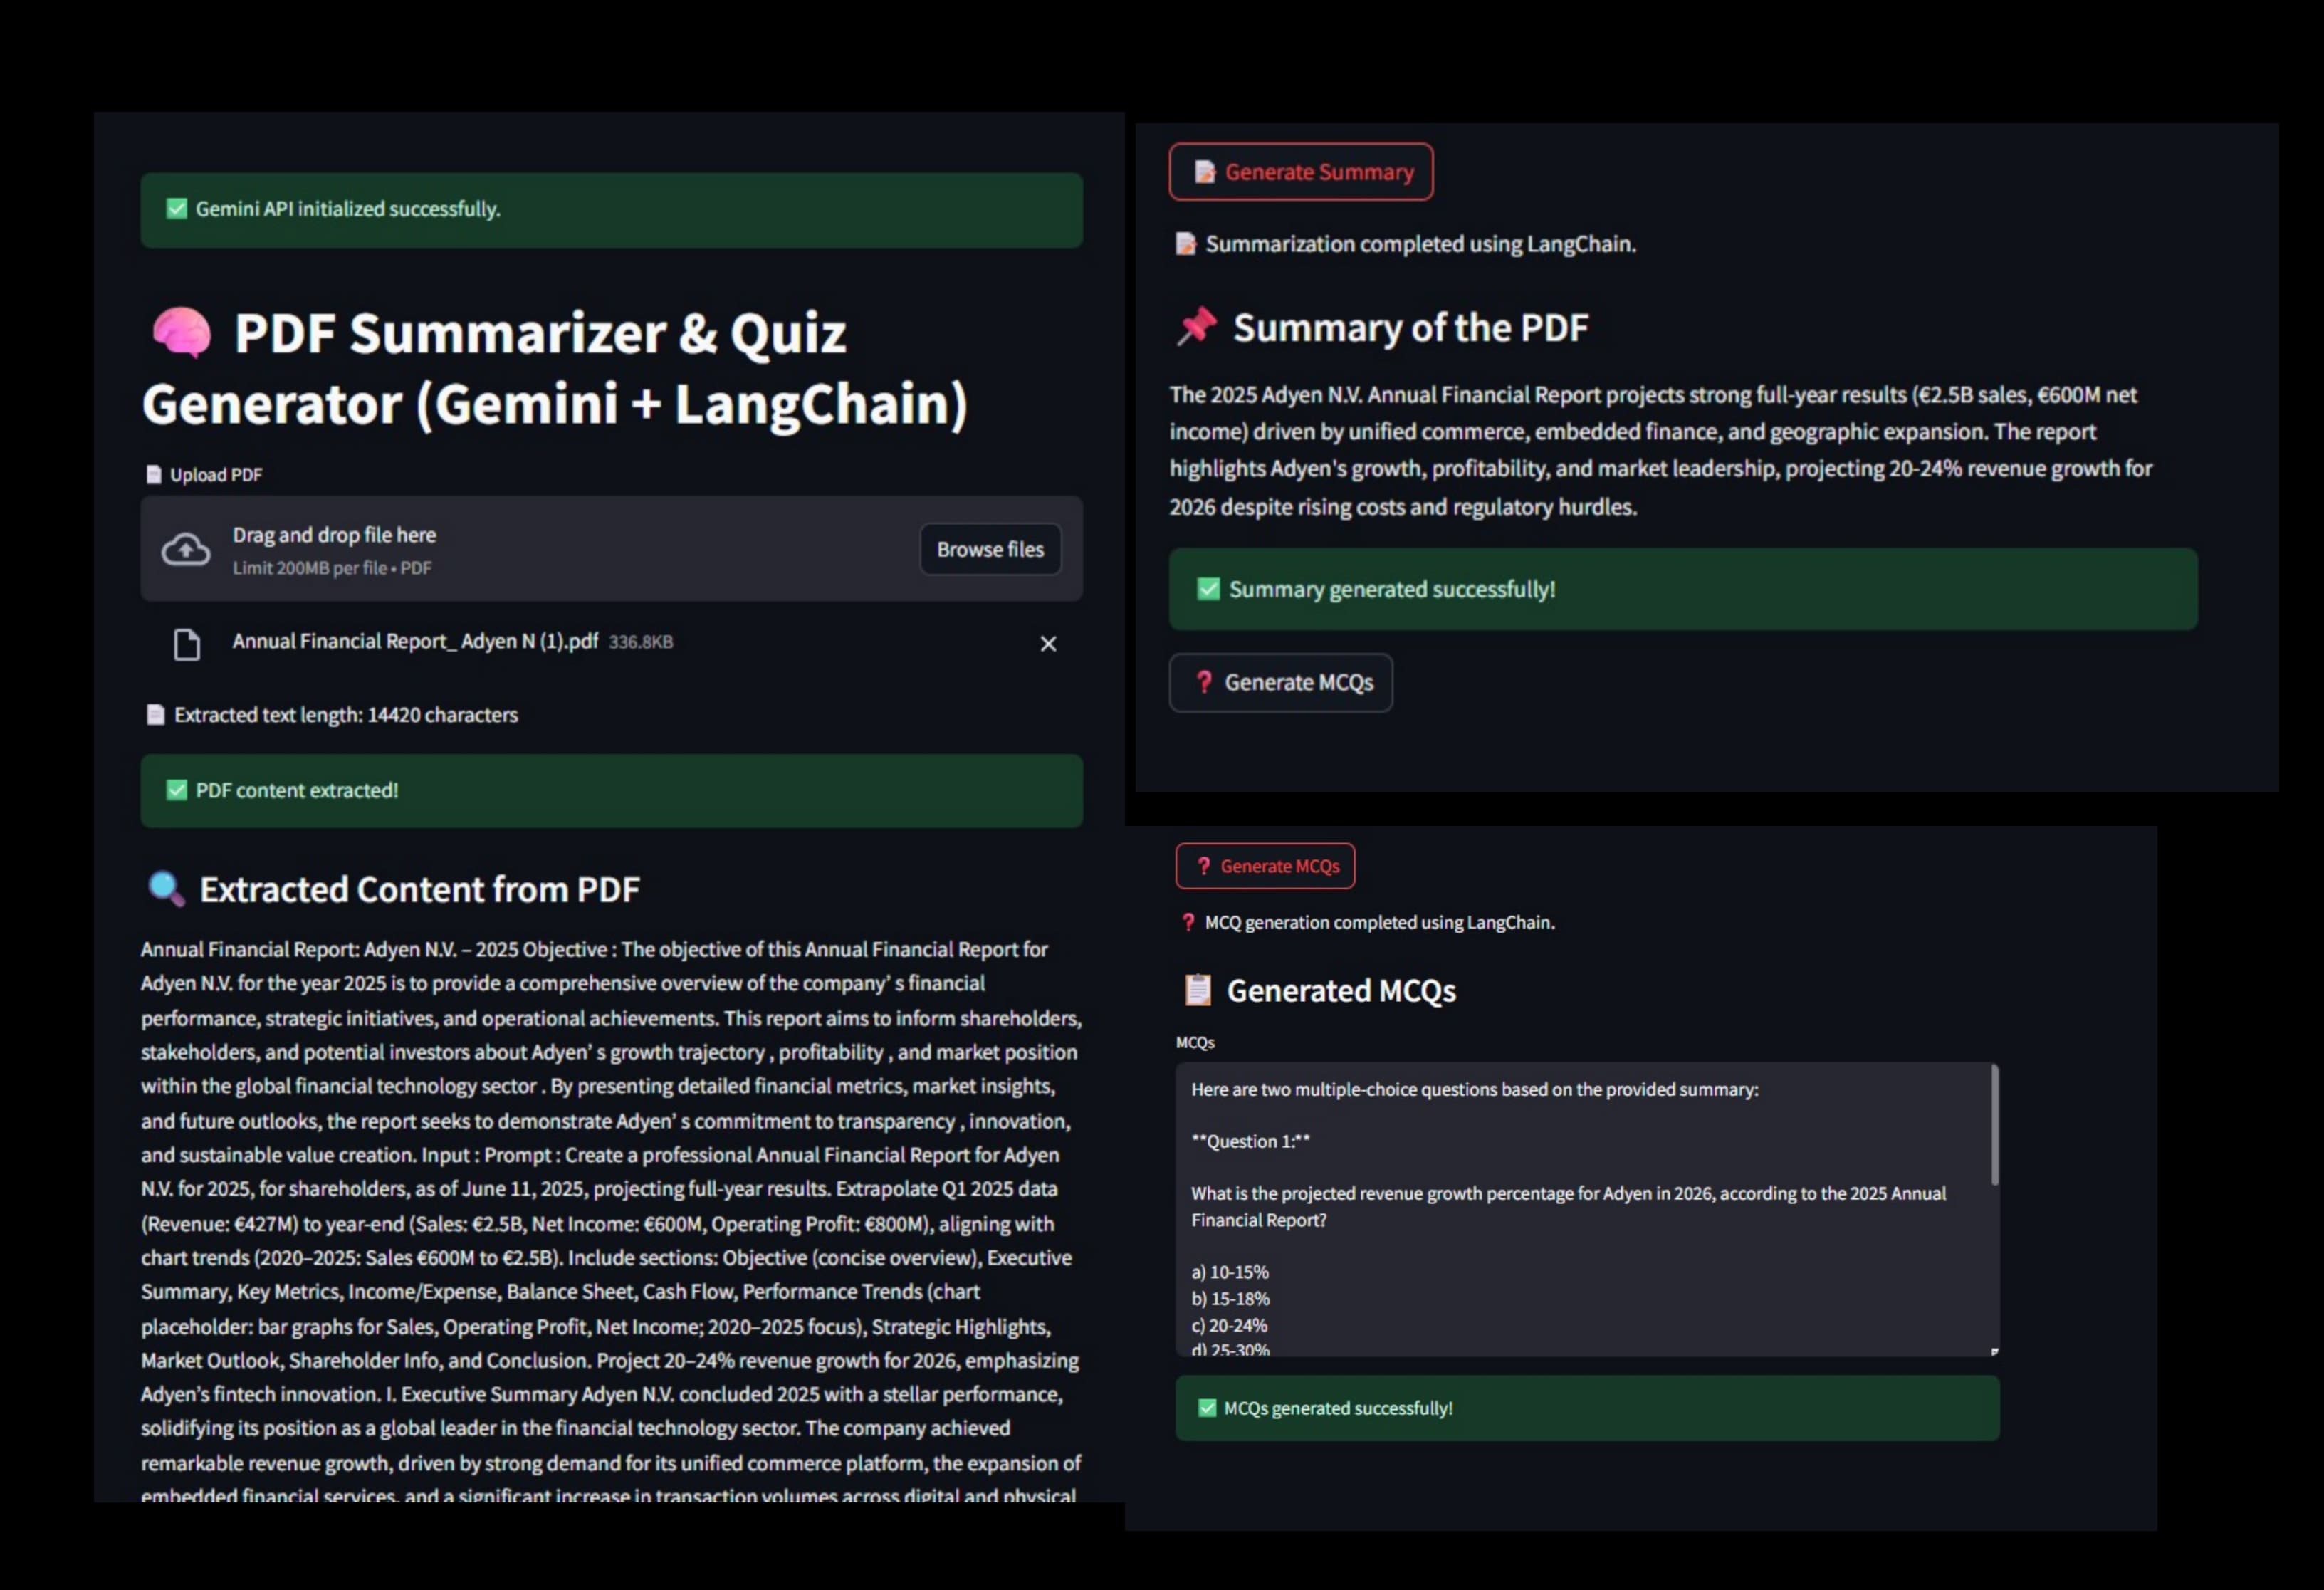 ✅ Gemini API initialized successfully.
🧠 PDF Summarizer & Quiz
Generator (Gemini + LangChain)
📄 Upload PDF
Drag and drop file here
Limit 200MB per file • PDF
Browse files
Annual Financial Report_ Adyen N (1).pdf 336.8KB
📄 Extracted text length: 14420 characters
✅ PDF content extracted!
🔍 Extracted Content from PDF
Annual Financial Report: Adyen N.V. – 2025 Objective : The objective of this Annual Financial Report for
Adyen N.V. for the year 2025 is to provide a comprehensive overview of the company’ s financial
performance, strategic initiatives, and operational achievements. This report aims to inform shareholders,
stakeholders, and potential investors about Adyen’ s growth trajectory , profitability , and market position
within the global financial technology sector . By presenting detailed financial metrics, market insights,
and future outlooks, the report seeks to demonstrate Adyen’ s commitment to transparency , innovation,
and sustainable value creation. Input : Prompt : Create a professional Annual Financial Report for Adyen
N.V. for 2025, for shareholders, as of June 11, 2025, projecting full-year results. Extrapolate Q1 2025 data
(Revenue: €427M) to year-end (Sales: €2.5B, Net Income: €600M, Operating Profit: €800M), aligning with
chart trends (2020–2025: Sales €600M to €2.5B). Include sections: Objective (concise overview), Executive
Summary, Key Metrics, Income/Expense, Balance Sheet, Cash Flow, Performance Trends (chart
placeholder: bar graphs for Sales, Operating Profit, Net Income; 2020–2025 focus), Strategic Highlights,
Market Outlook, Shareholder Info, and Conclusion. Project 20–24% revenue growth for 2026, emphasizing
Adyen’s fintech innovation. I. Executive Summary Adyen N.V. concluded 2025 with a stellar performance,
solidifying its position as a global leader in the financial technology sector. The company achieved
remarkable revenue growth, driven by strong demand for its unified commerce platform, the expansion of
embedded financial services, and a significant increase in transaction volumes across digital and physical
📝 Generate Summary
📝 Summarization completed using LangChain.
📌 Summary of the PDF
The 2025 Adyen N.V. Annual Financial Report projects strong full-year results (€2.5B sales, €600M net
income) driven by unified commerce, embedded finance, and geographic expansion. The report
highlights Adyen's growth, profitability, and market leadership, projecting 20-24% revenue growth for
2026 despite rising costs and regulatory hurdles.
✅ Summary generated successfully!
❓ Generate MCQs
❓ Generate MCQs
❓ MCQ generation completed using LangChain.
📋 Generated MCQs
MCQs
Here are two multiple-choice questions based on the provided summary:
**Question 1:**
What is the projected revenue growth percentage for Adyen in 2026, according to the 2025 Annual
Financial Report?
a) 10-15%
b) 15-18%
c) 20-24%
d) 25-30%
✅ MCQs generated successfully!